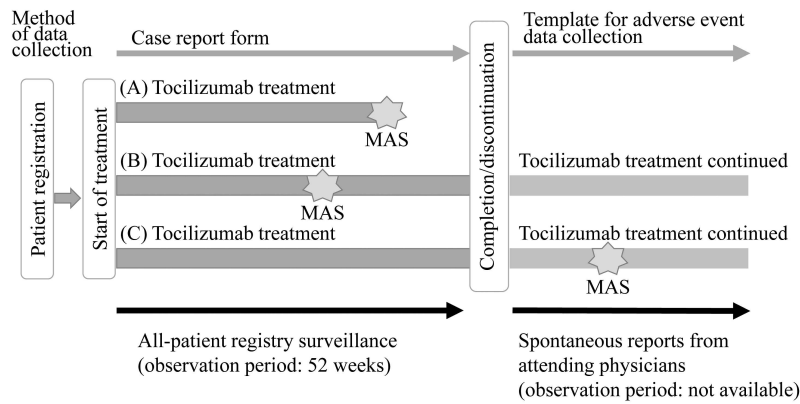 Method
of data
collection
Case report form
Template for adverse event
data collection
Patient registration
Start of treatment
Completion/discontinuation
(A) Tocilizumab treatment
MAS
(B) Tocilizumab treatment
Tocilizumab treatment continued
MAS
(C) Tocilizumab treatment
Tocilizumab treatment continued
MAS
All-patient registry surveillance
(observation period: 52 weeks)
Spontaneous reports from
attending physicians
(observation period: not available)